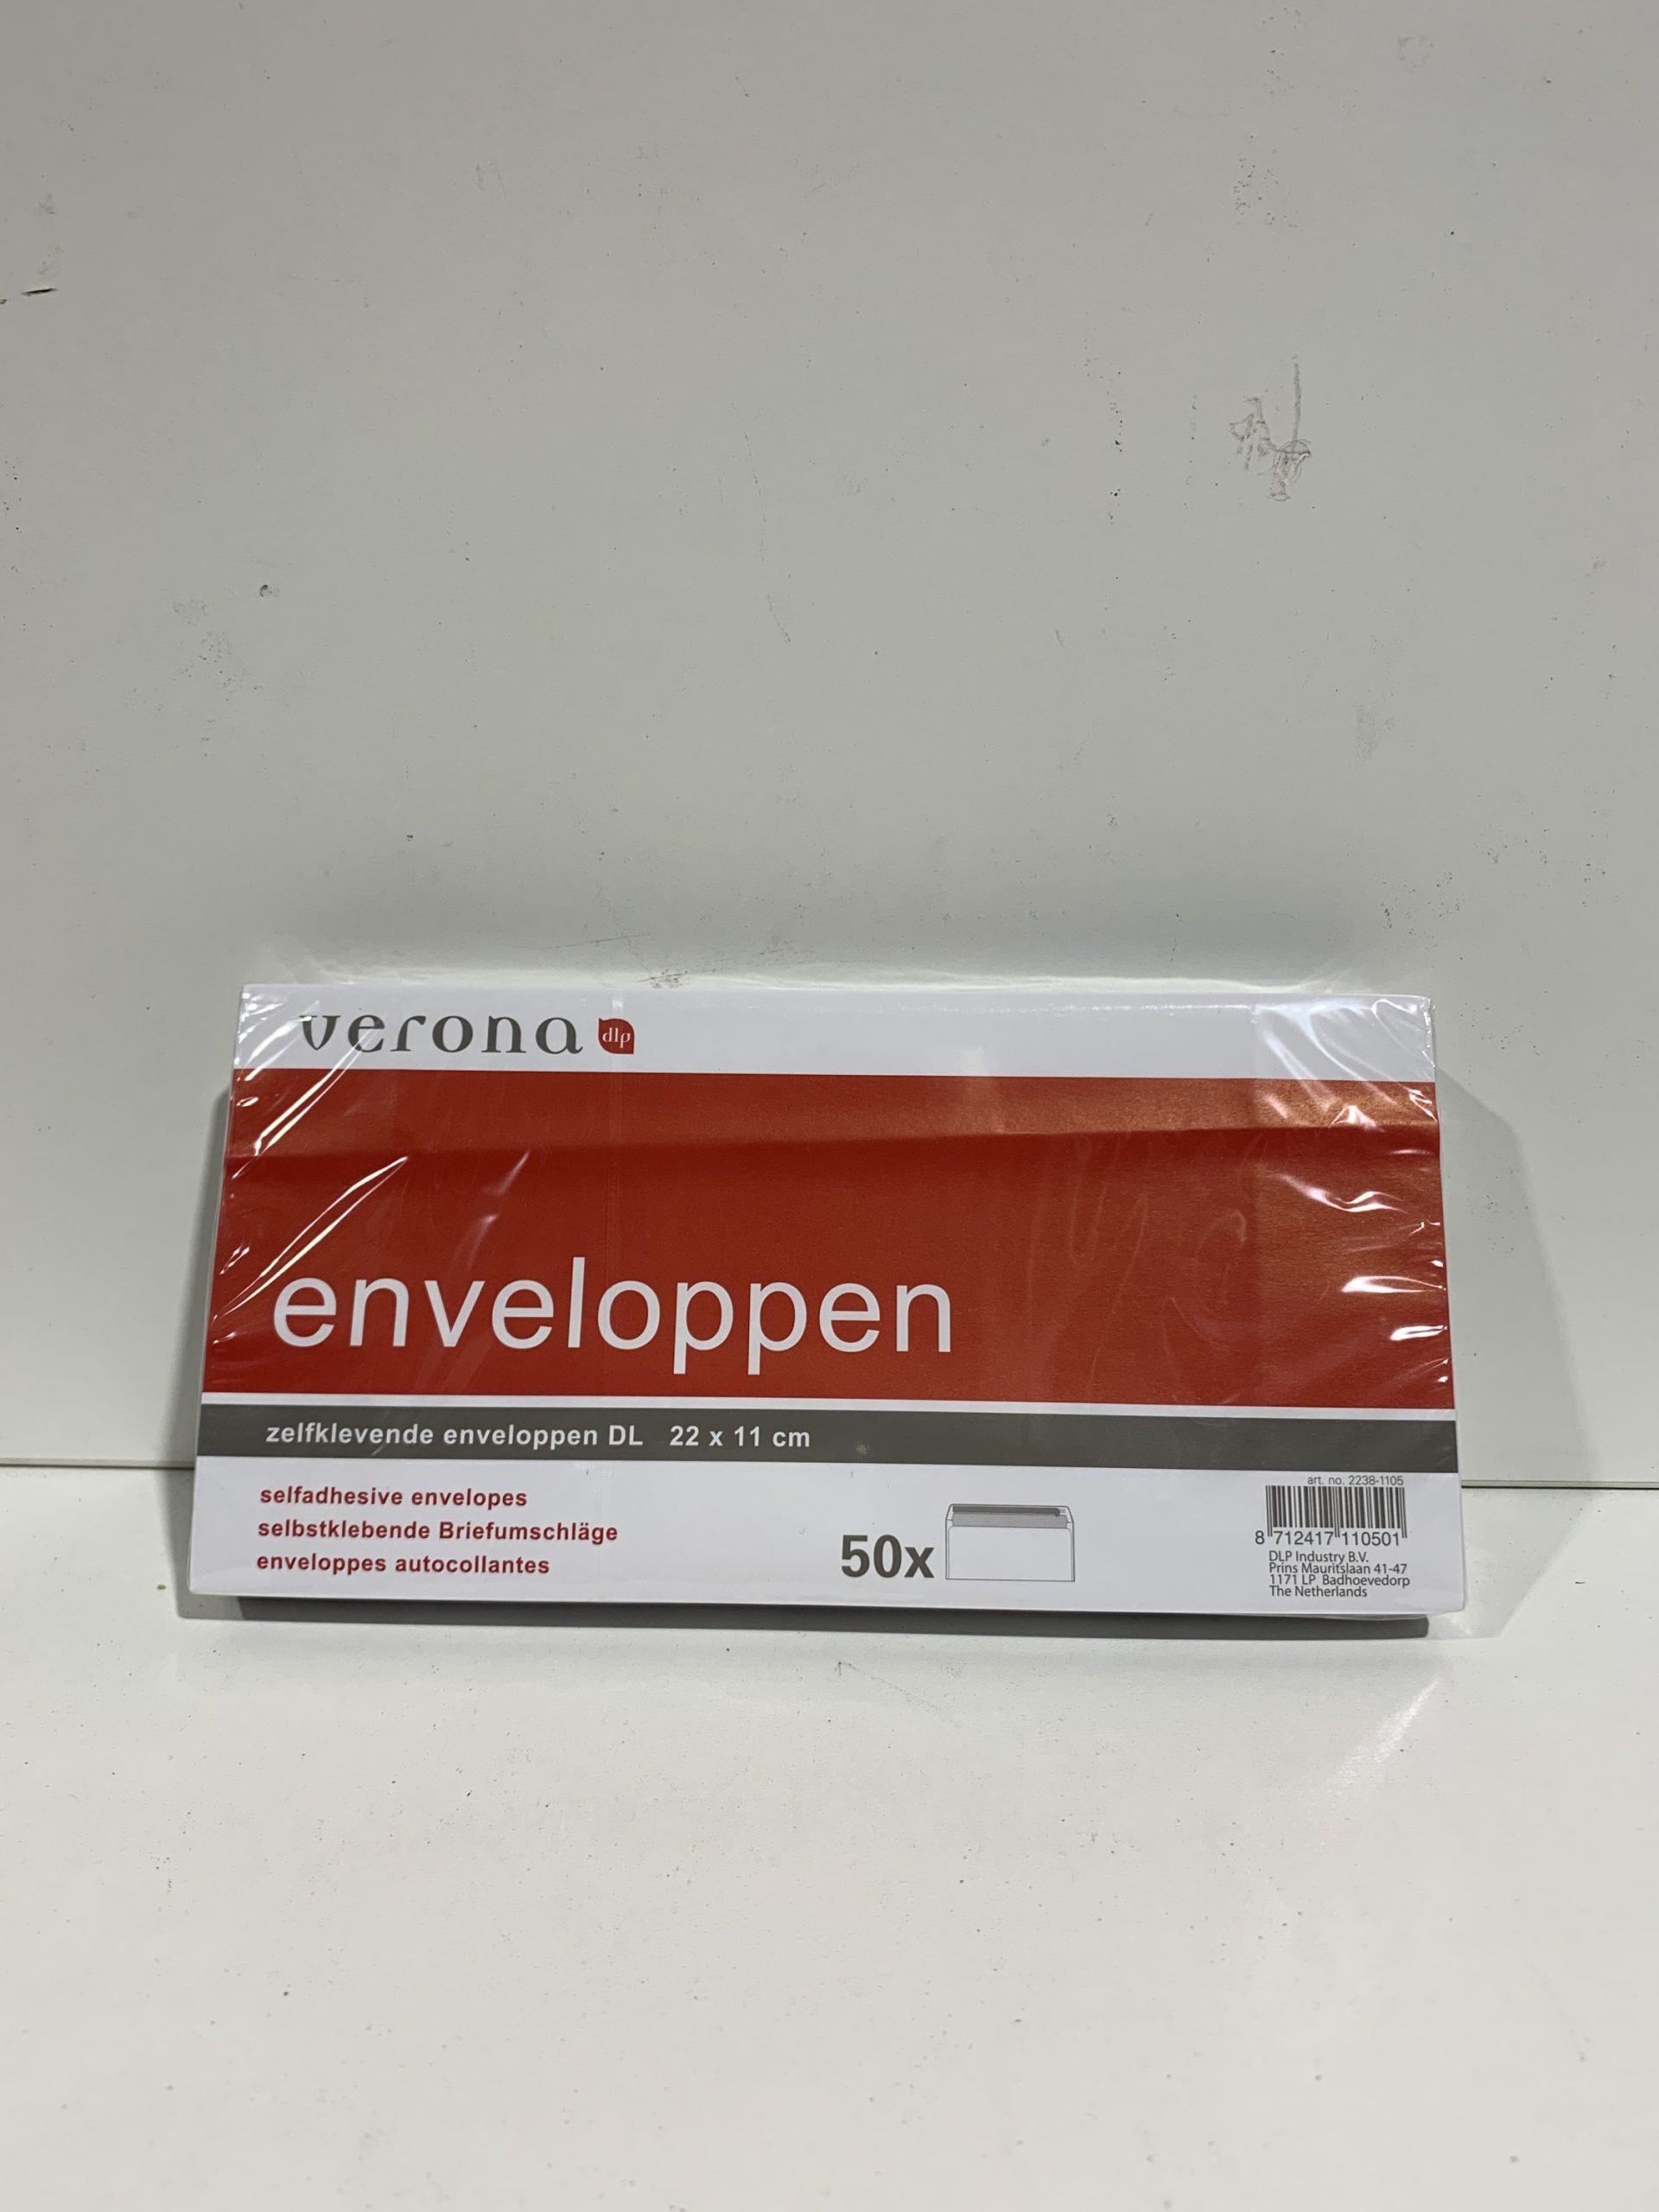 verona dlp
enveloppen
zelfklevende enveloppen DL 22 x 11 cm
selfadhesive envelopes
selbstklebende Briefumschläge
enveloppes autocollantes
50x
art. no. 2238-1105
8 712417 110501
DLP Industry B.V.
Prins Mauritslaan 41-47
1171 LP Badhoevedorp
The Netherlands